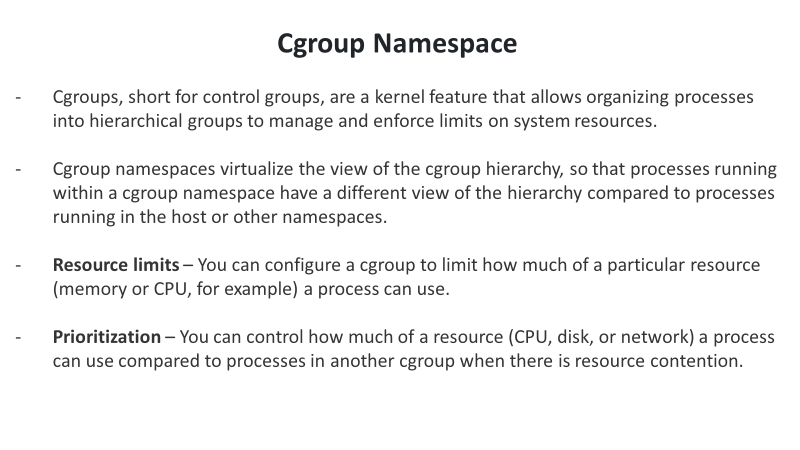 Cgroup Namespace
- Cgroups, short for control groups, are a kernel feature that allows organizing processes
into hierarchical groups to manage and enforce limits on system resources.
- Cgroup namespaces virtualize the view of the cgroup hierarchy, so that processes running
within a cgroup namespace have a different view of the hierarchy compared to processes
running in the host or other namespaces.
- Resource limits – You can configure a cgroup to limit how much of a particular resource
(memory or CPU, for example) a process can use.
- Prioritization – You can control how much of a resource (CPU, disk, or network) a process
can use compared to processes in another cgroup when there is resource contention.